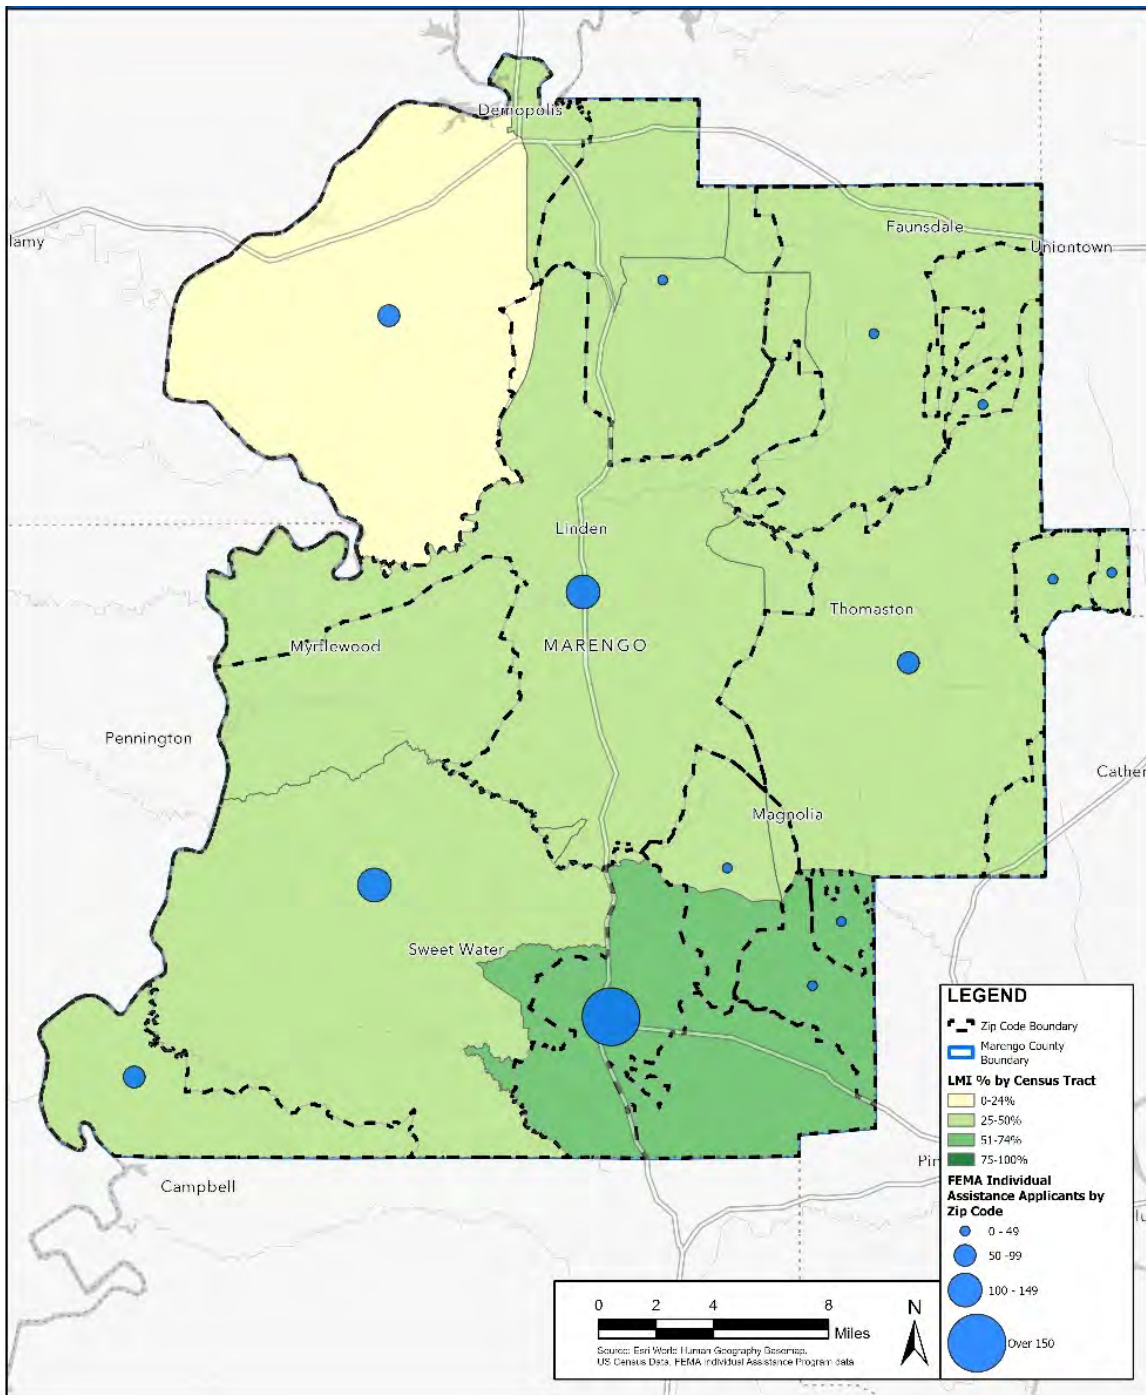 Demopolis
lamy
Faunsdale
Uniontown
Linden
Thomaston
Myrtlewood
MARENGO
Pennington
Cather
Magnolia
Sweet Water
Campbell
Pin
LEGEND
Zip Code Boundary
Marengo County
Boundary
LMI % by Census Tract
0-24%
25-50%
51-74%
75-100%
FEMA Individual
Assistance Applicants by
Zip Code
0 - 49
50 -99
100 - 149
Over 150
0 2 4 8
Miles
N
Source: Esri World Human Geography Basemap,
US Census Data, FEMA Individual Assistance Program data